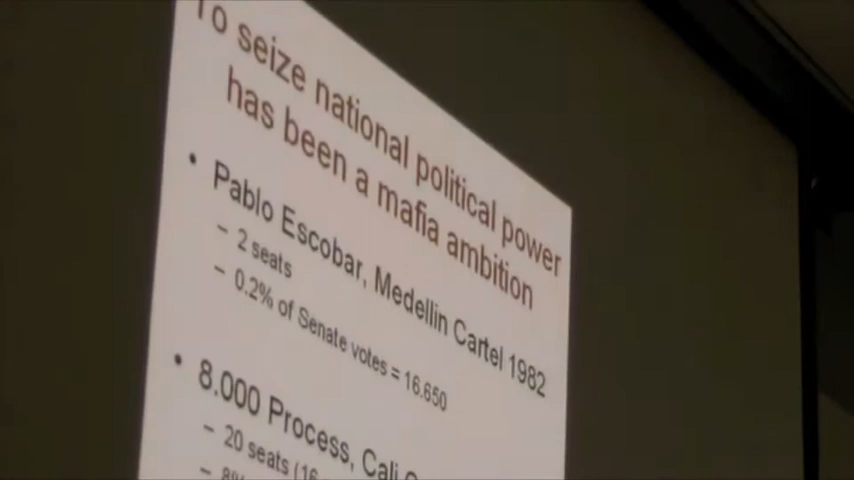 To seize national political power
has been a mafia ambition
• Pablo Escobar, Medellin Cartel 1982
– 2 seats
– 0.2% of Senate votes = 16.650
• 8.000 Process, Cali
– 20 seats (16
–